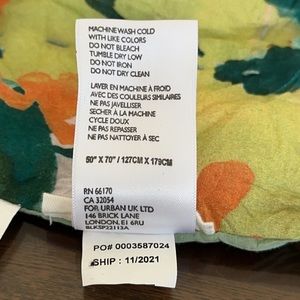 MACHINE WASH COLD
WITH LIKE COLORS
DO NOT BLEACH
TUMBLE DRY LOW
DO NOT IRON
DO NOT DRY CLEAN
LAVER EN MACHINE À FROID
AVEC DES COULEURS SIMILAIRES
NE PAS JAVELLISER
SECHER A LA MACHINE
CYCLE DOUX
NE PAS REPASSER
NE PAS NATTOYER À SEC
50" X 70" / 127CM X 179CM
RN 66170
CA 32054
FOR URBAN UK LTD
146 BRICK LANE
LONDON, E1 6RU
BLKSP22113A
PO# 0003587024
SHIP : 11/2021